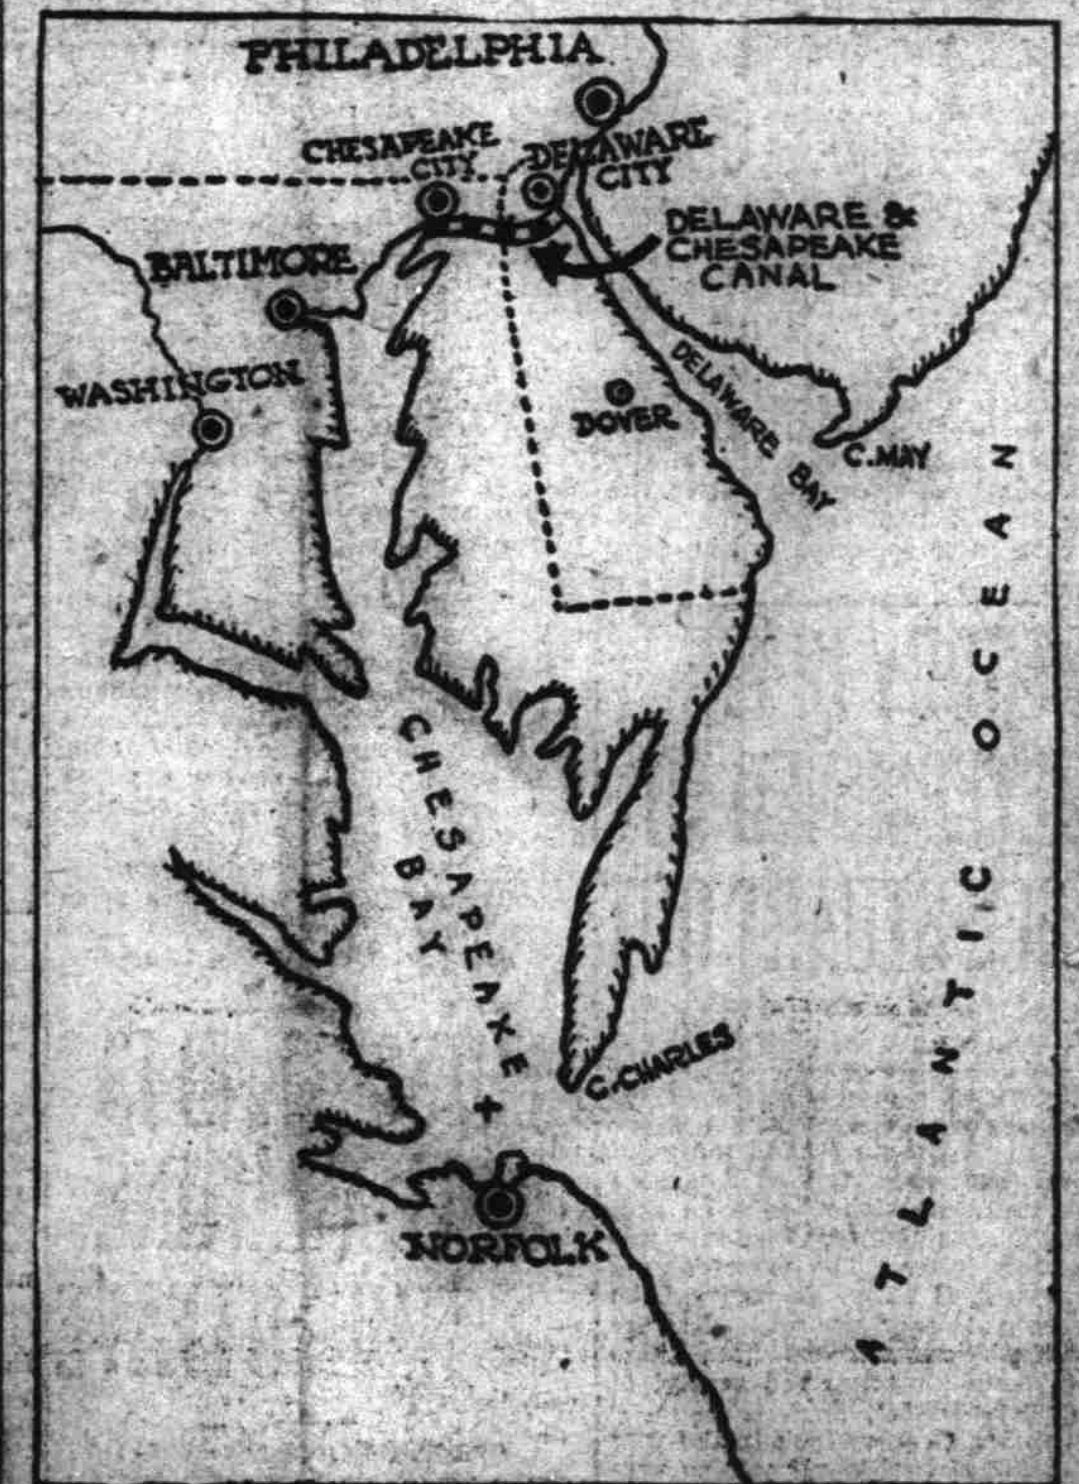 PHILADELPHIA
CHESAPEAKE
CITY
DELAWARE
CITY
DELAWARE &
CHESAPEAKE
CANAL
BALTIMORE
WASHINGTON
DOVER
DELAWARE BAY
C. MAY
ATLANTIC OCEAN
CHESAPEAKE
BAY
C. CHARLES
NORFOLK